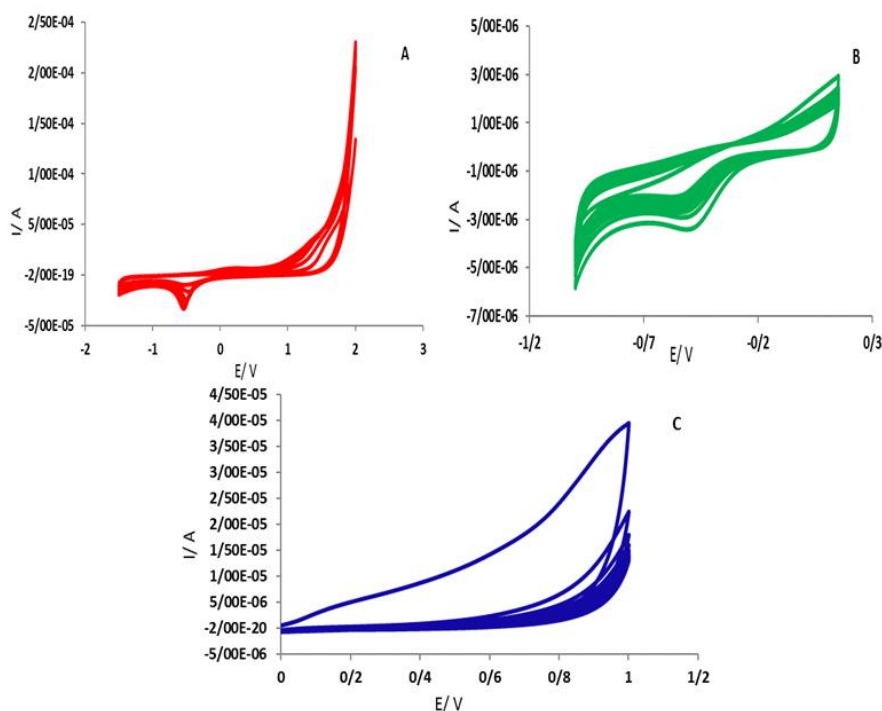 A
2/50E-04
2/00E-04
1/50E-04
1/00E-04
5/00E-05
-2/00E-19
-5/00E-05
I/ A
-2 -1 0 1 2 3
E/ V
B
5/00E-06
3/00E-06
1/00E-06
-1/00E-06
-3/00E-06
-5/00E-06
-7/00E-06
I/ A
-1/2 -0/7 -0/2 0/3
E/ V
C
4/50E-05
4/00E-05
3/50E-05
3/00E-05
2/50E-05
2/00E-05
1/50E-05
1/00E-05
5/00E-06
-2/00E-20
-5/00E-06
I/ A
0 0/2 0/4 0/6 0/8 1 1/2
E/ V